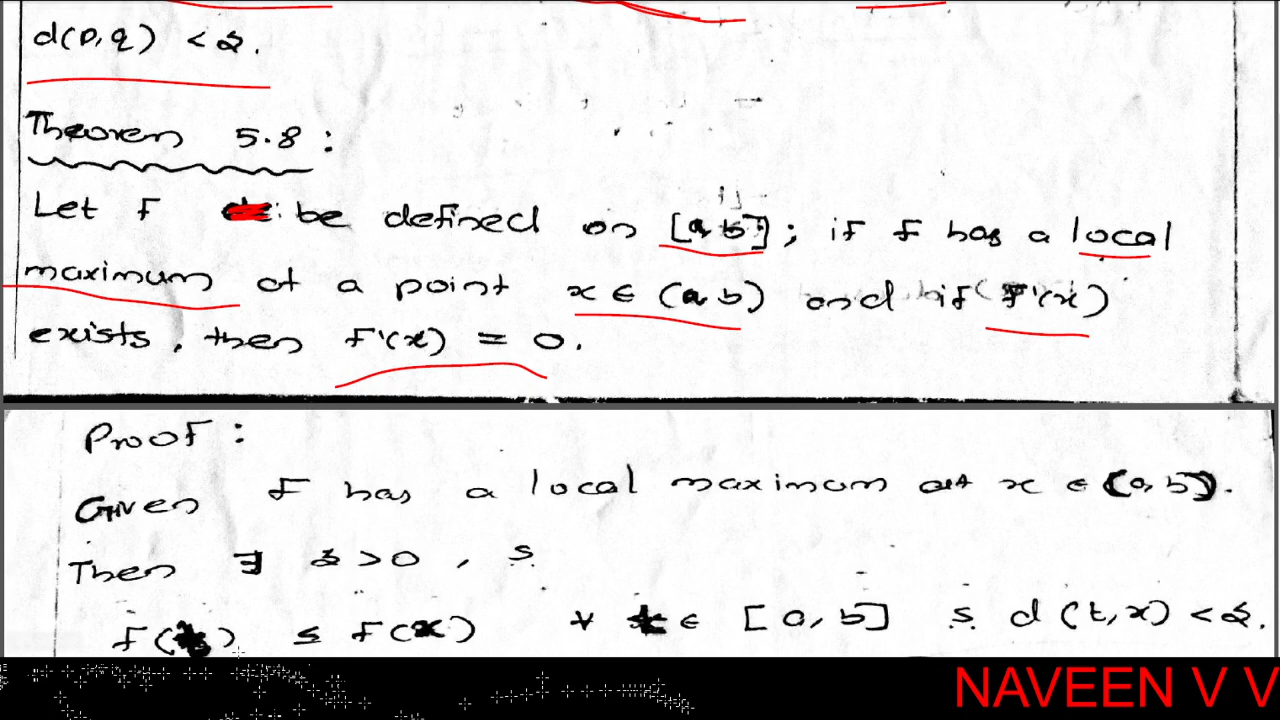 d(p,q) < δ.
Theorem 5.8 :
Let f be defined on [a,b]; if f has a local
maximum at a point x ∈ (a,b) and if f'(x)
exists, then f'(x) = 0.
Proof :
Given f has a local maximum at x ∈ (a,b).
Then ∃ δ > 0 , s
f(t) ≤ f(x) ∀ t ∈ [a,b] s d(t,x) < δ.
NAVEEN V V